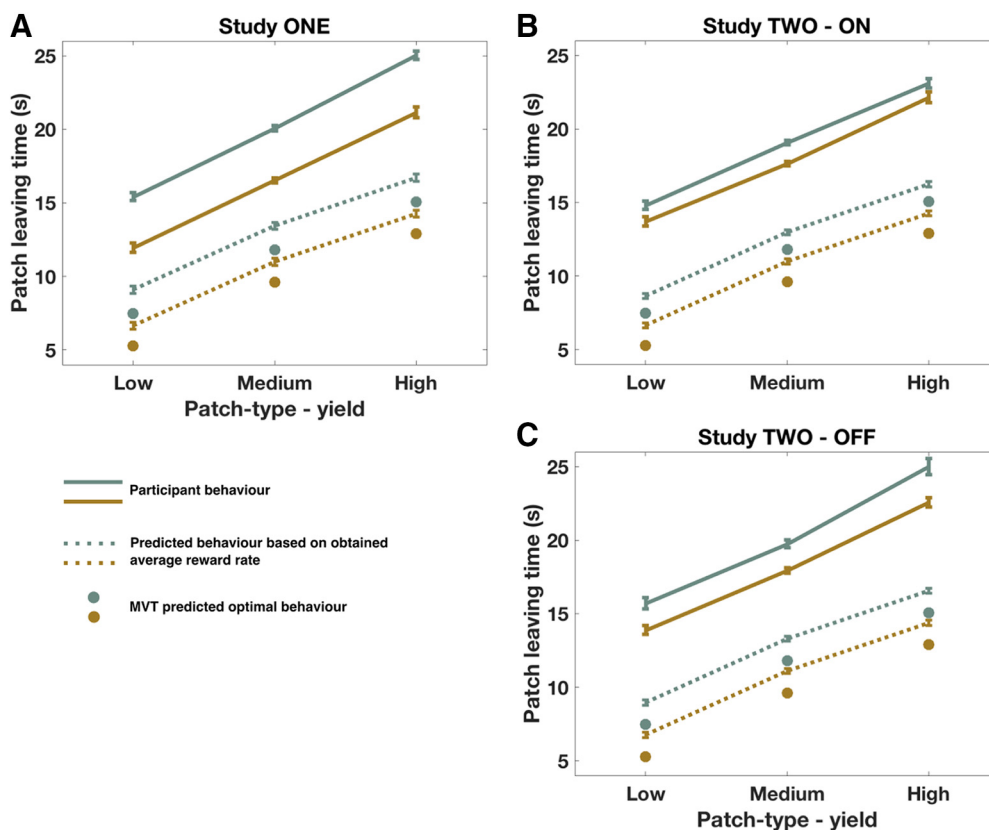 A
Study ONE
Patch leaving time (s)
25
20
15
10
5
Low
Medium
High
Patch-type - yield
B
Study TWO - ON
Patch leaving time (s)
25
20
15
10
5
Low
Medium
High
C
Study TWO - OFF
Patch leaving time (s)
25
20
15
10
5
Low
Medium
High
Patch-type - yield
Participant behaviour
Predicted behaviour based on obtained
average reward rate
MVT predicted optimal behaviour